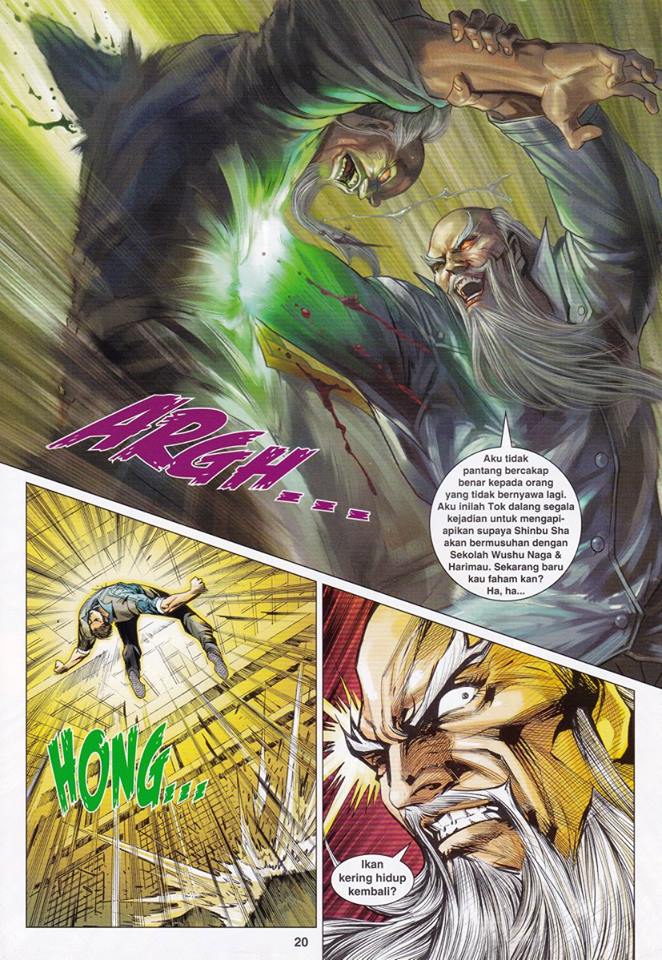 ARGH...
Aku tidak
pantang bercakap
benar kepada orang
yang tidak bernyawa lagi.
Aku inilah Tok dalang segala
kejadian untuk mengapi-
apikan supaya Shinbu Sha
akan bermusuhan dengan
Sekolah Wushu Naga &
Harimau. Sekarang baru
kau faham kan?
Ha, ha...
HONG...
Ikan
kering hidup
kembali?
20